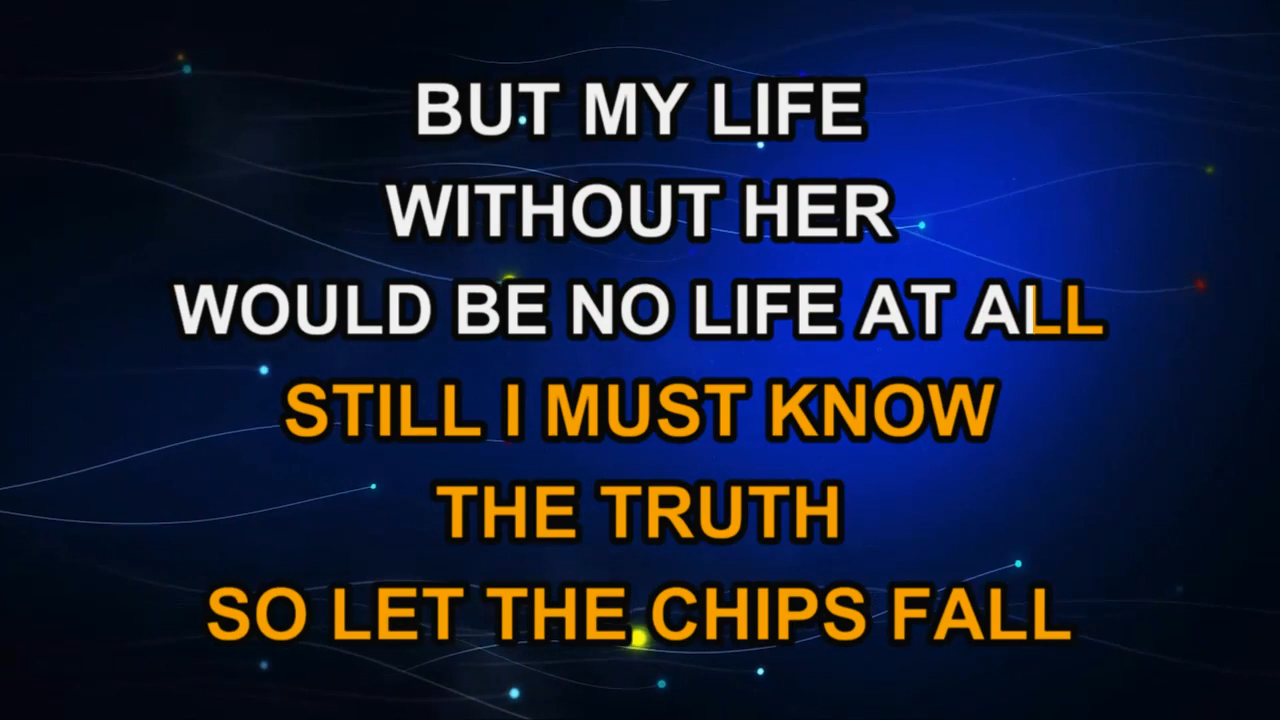 BUT MY LIFE
WITHOUT HER
WOULD BE NO LIFE AT ALL
STILL I MUST KNOW
THE TRUTH
SO LET THE CHIPS FALL